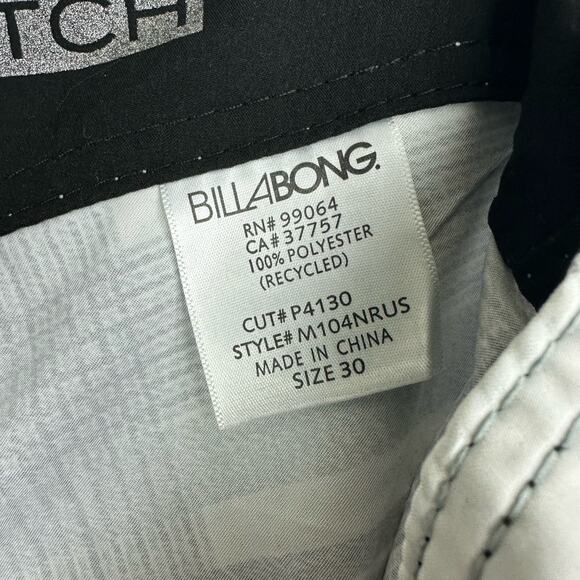 TCH
BILLABONG.
RN# 99064
CA# 37757
100% POLYESTER
(RECYCLED)
CUT# P4130
STYLE# M104NRUS
MADE IN CHINA
SIZE 30